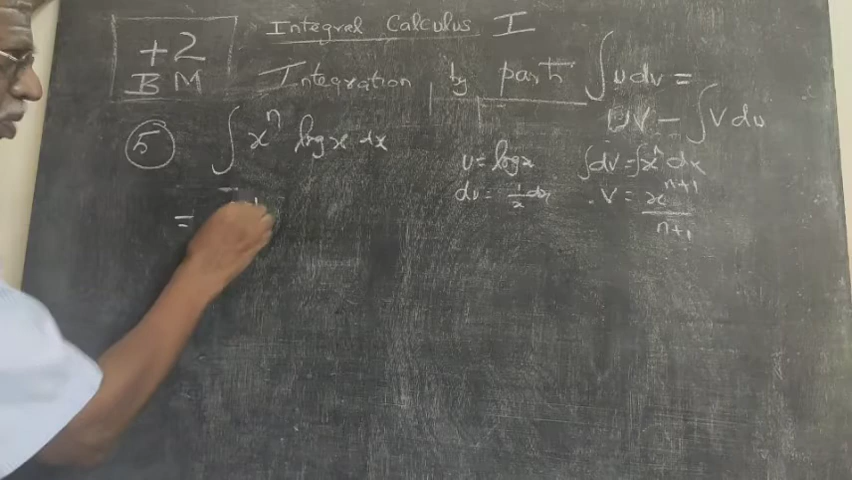 +2
BM
Integral Calculus I
Integration by parts ∫udv =
UV - ∫Vdu
5 ∫ xⁿ log x dx
u = log x ∫dv = ∫xⁿ dx
du = 1/x dx V = xⁿ⁺¹/n+1
=